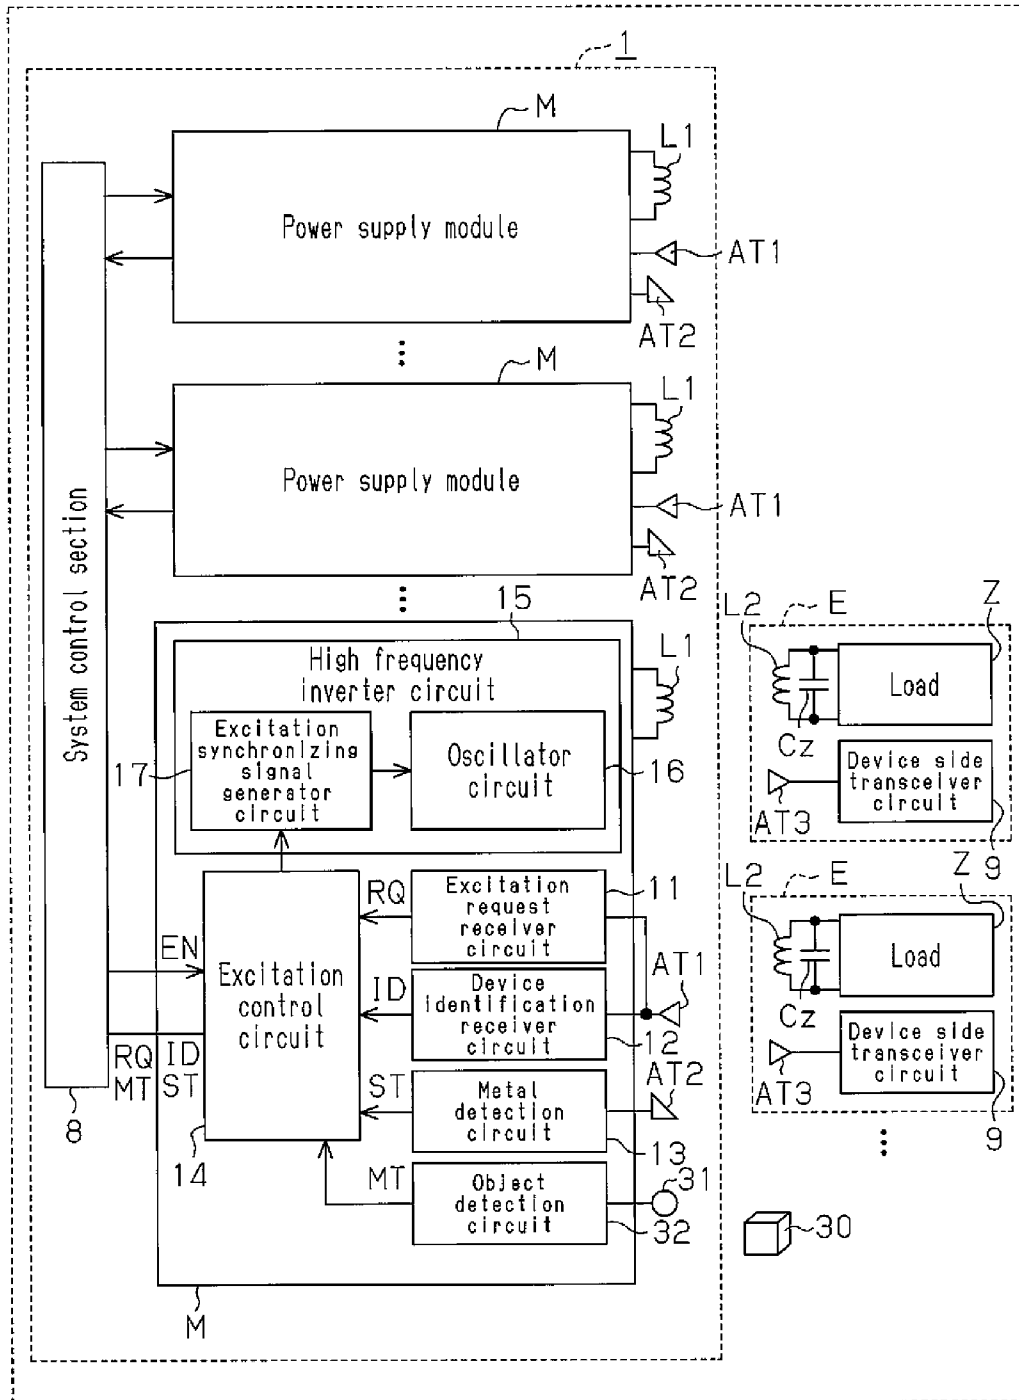 1
M
L1
Power supply module
AT1
AT2
M
L1
Power supply module
AT1
AT2
System control section
8
15
High frequency
inverter circuit
L1
Excitation
synchronizing
signal
generator
circuit
17
Oscillator
circuit
16
RQ
Excitation
request
receiver
circuit
11
EN
Excitation
control
circuit
14
ID
Device
identification
receiver
circuit
12
AT1
RQ ID
MT ST
ST
Metal
detection
circuit
13
AT2
MT
Object
detection
circuit
31
32
M
L2
E
Z
Cz
Load
AT3
Device side
transceiver
circuit
9
L2
E
Z
Cz
Load
AT3
Device side
transceiver
circuit
9
30